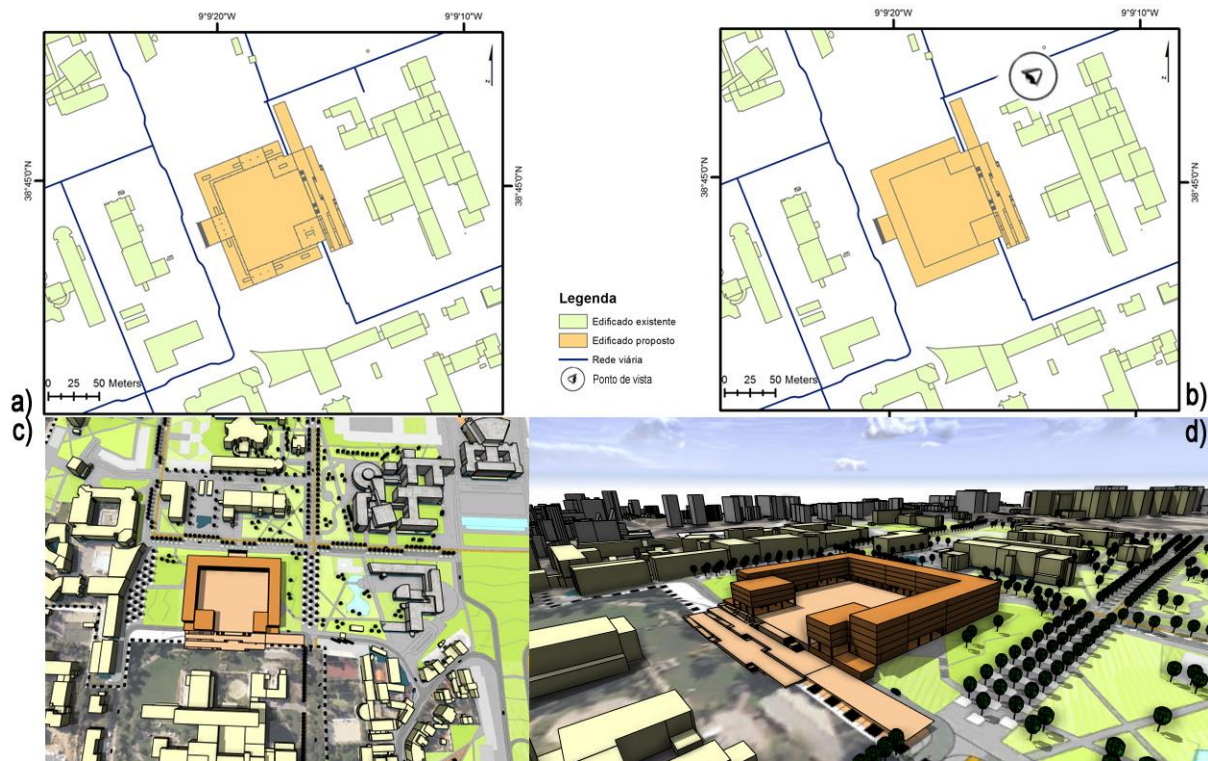 9°9'20"W
9°9'10"W
9°9'20"W
9°9'10"W
z
z
38°45'0"N
38°45'0"N
38°45'0"N
38°45'0"N
Legenda
Edificado existente
Edificado proposto
Rede viária
Ponto de vista
0 25 50 Meters
0 25 50 Meters
a)
b)
c)
d)